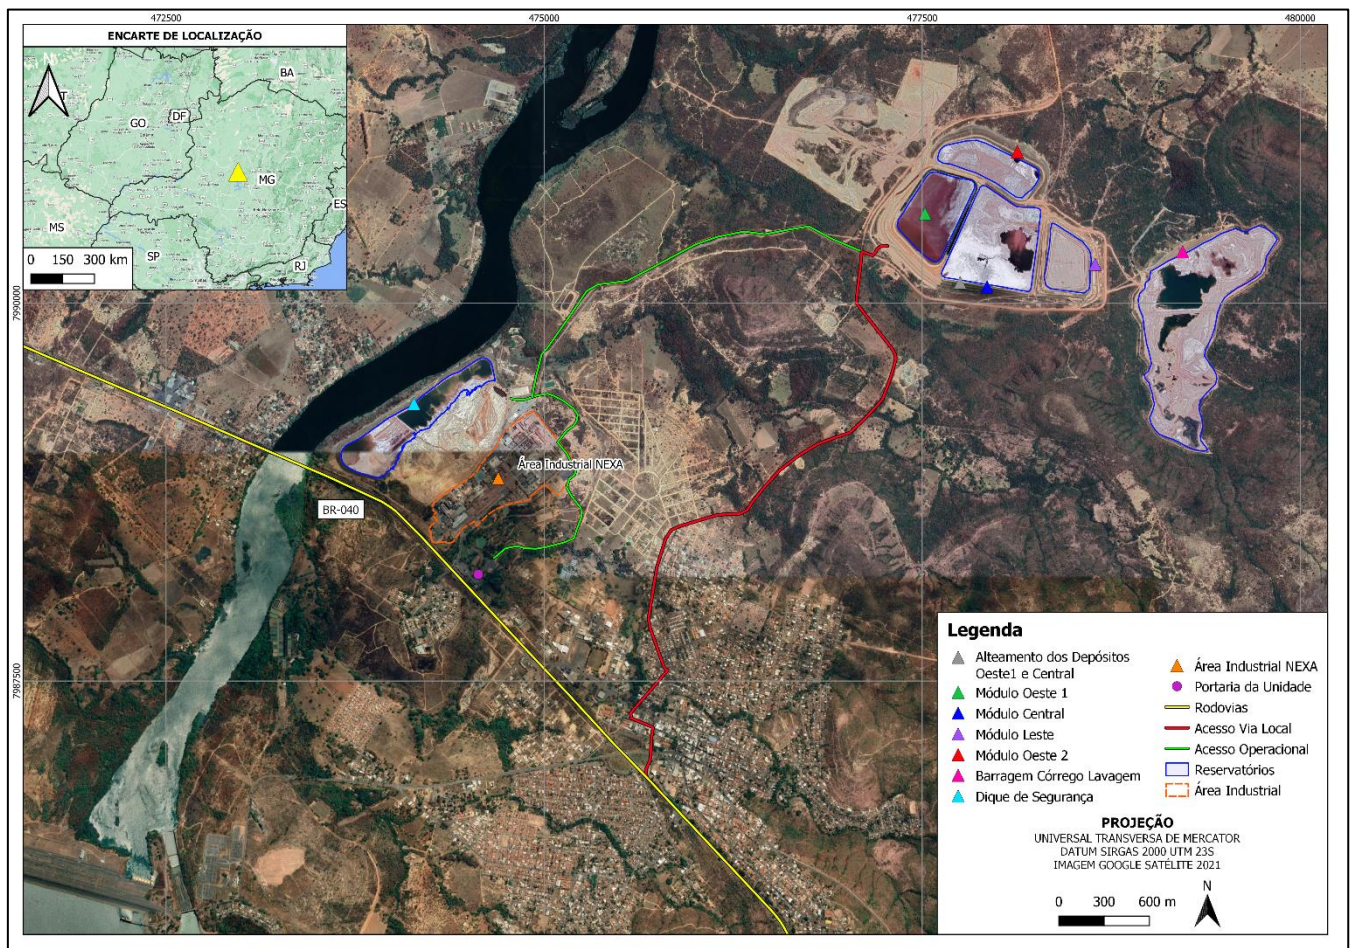 472500
475000
477500
480000
ENCARTE DE LOCALIZAÇÃO
N
BA
T
GO
DF
MG
ES
MS
SP
RJ
0 150 300 km
7990000
7987500
Área Industrial NEXA
BR-040
Legenda
Alteamento dos Depósitos
Oeste1 e Central
Módulo Oeste 1
Módulo Central
Módulo Leste
Módulo Oeste 2
Barragem Córrego Lavagem
Dique de Segurança
Área Industrial NEXA
Portaria da Unidade
Rodovias
Acesso Via Local
Acesso Operacional
Reservatórios
Área Industrial
PROJEÇÃO
UNIVERSAL TRANSVERSA DE MERCATOR
DATUM SIRGAS 2000 UTM 23S
IMAGEM GOOGLE SATÉLITE 2021
0 300 600 m
N